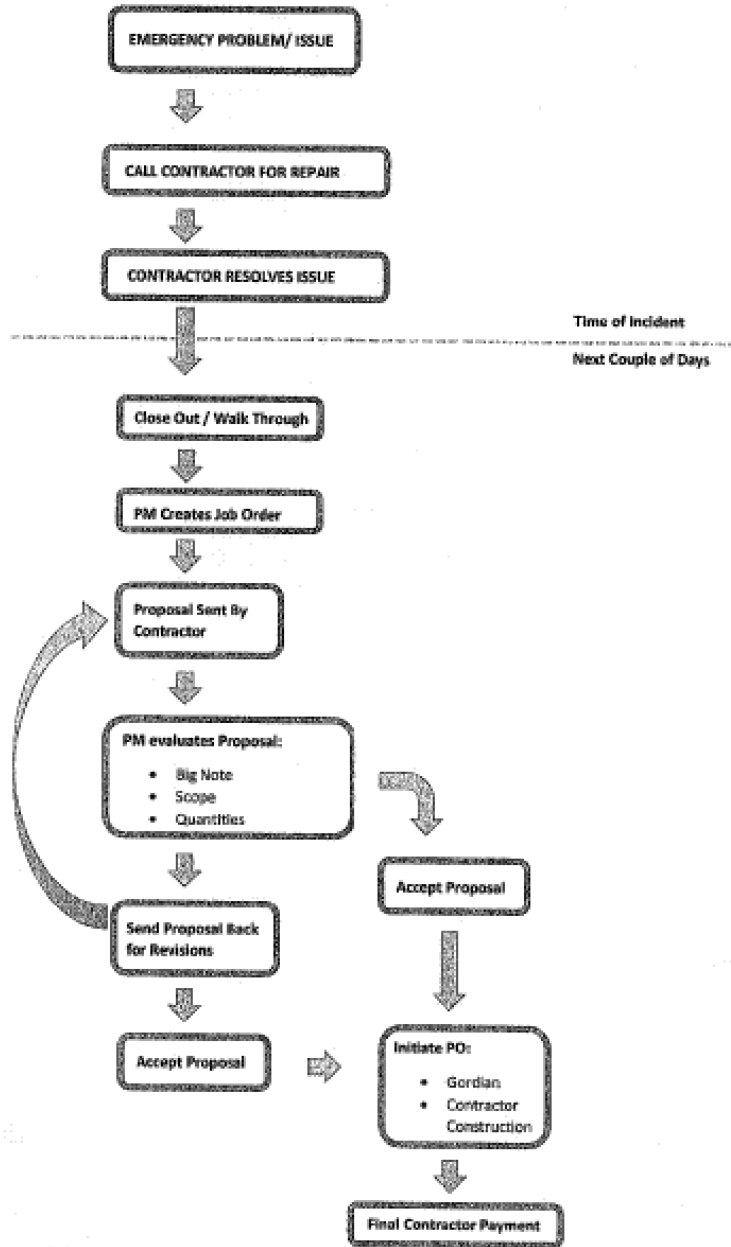 EMERGENCY PROBLEM/ ISSUE
CALL CONTRACTOR FOR REPAIR
CONTRACTOR RESOLVES ISSUE
Time of Incident
Next Couple of Days
Close Out / Walk Through
PM Creates Job Order
Proposal Sent By
Contractor
PM evaluates Proposal:
• Big Note
• Scope
• Quantities
Accept Proposal
Send Proposal Back
for Revisions
Accept Proposal
Initiate PO:
• Gordian
• Contractor
Construction
Final Contractor Payment